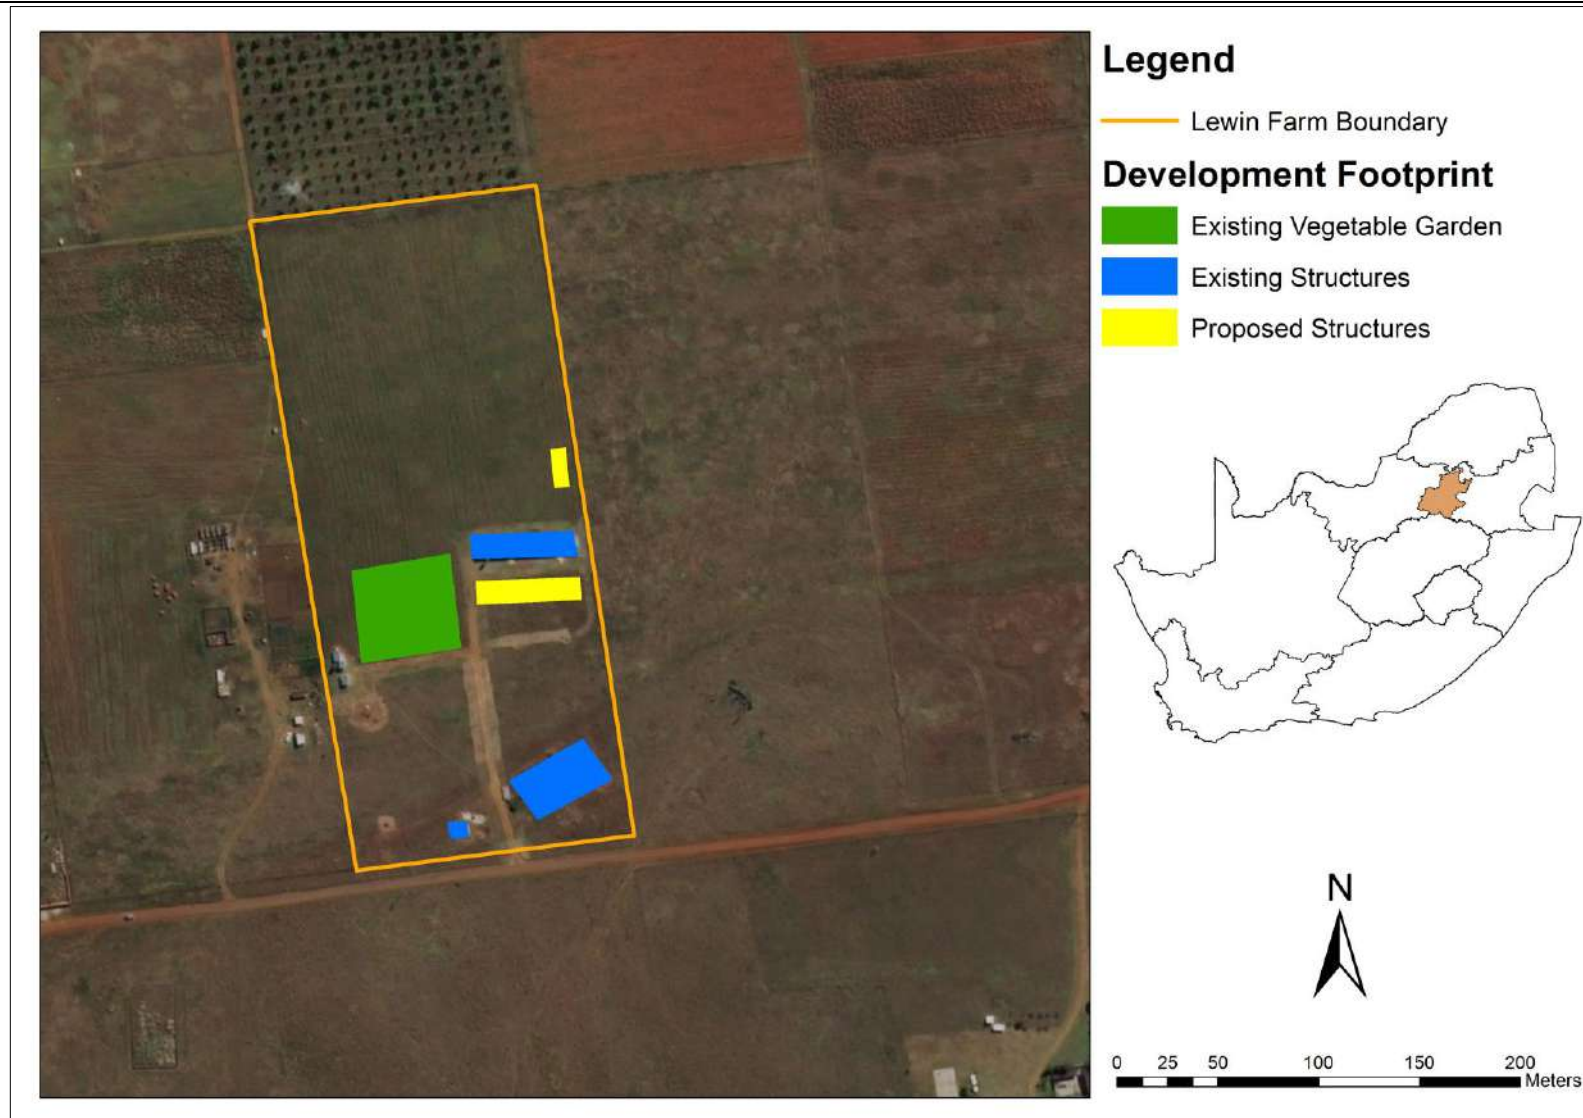 Legend
Lewin Farm Boundary
Development Footprint
Existing Vegetable Garden
Existing Structures
Proposed Structures
N
0 25 50 100 150 200
Meters